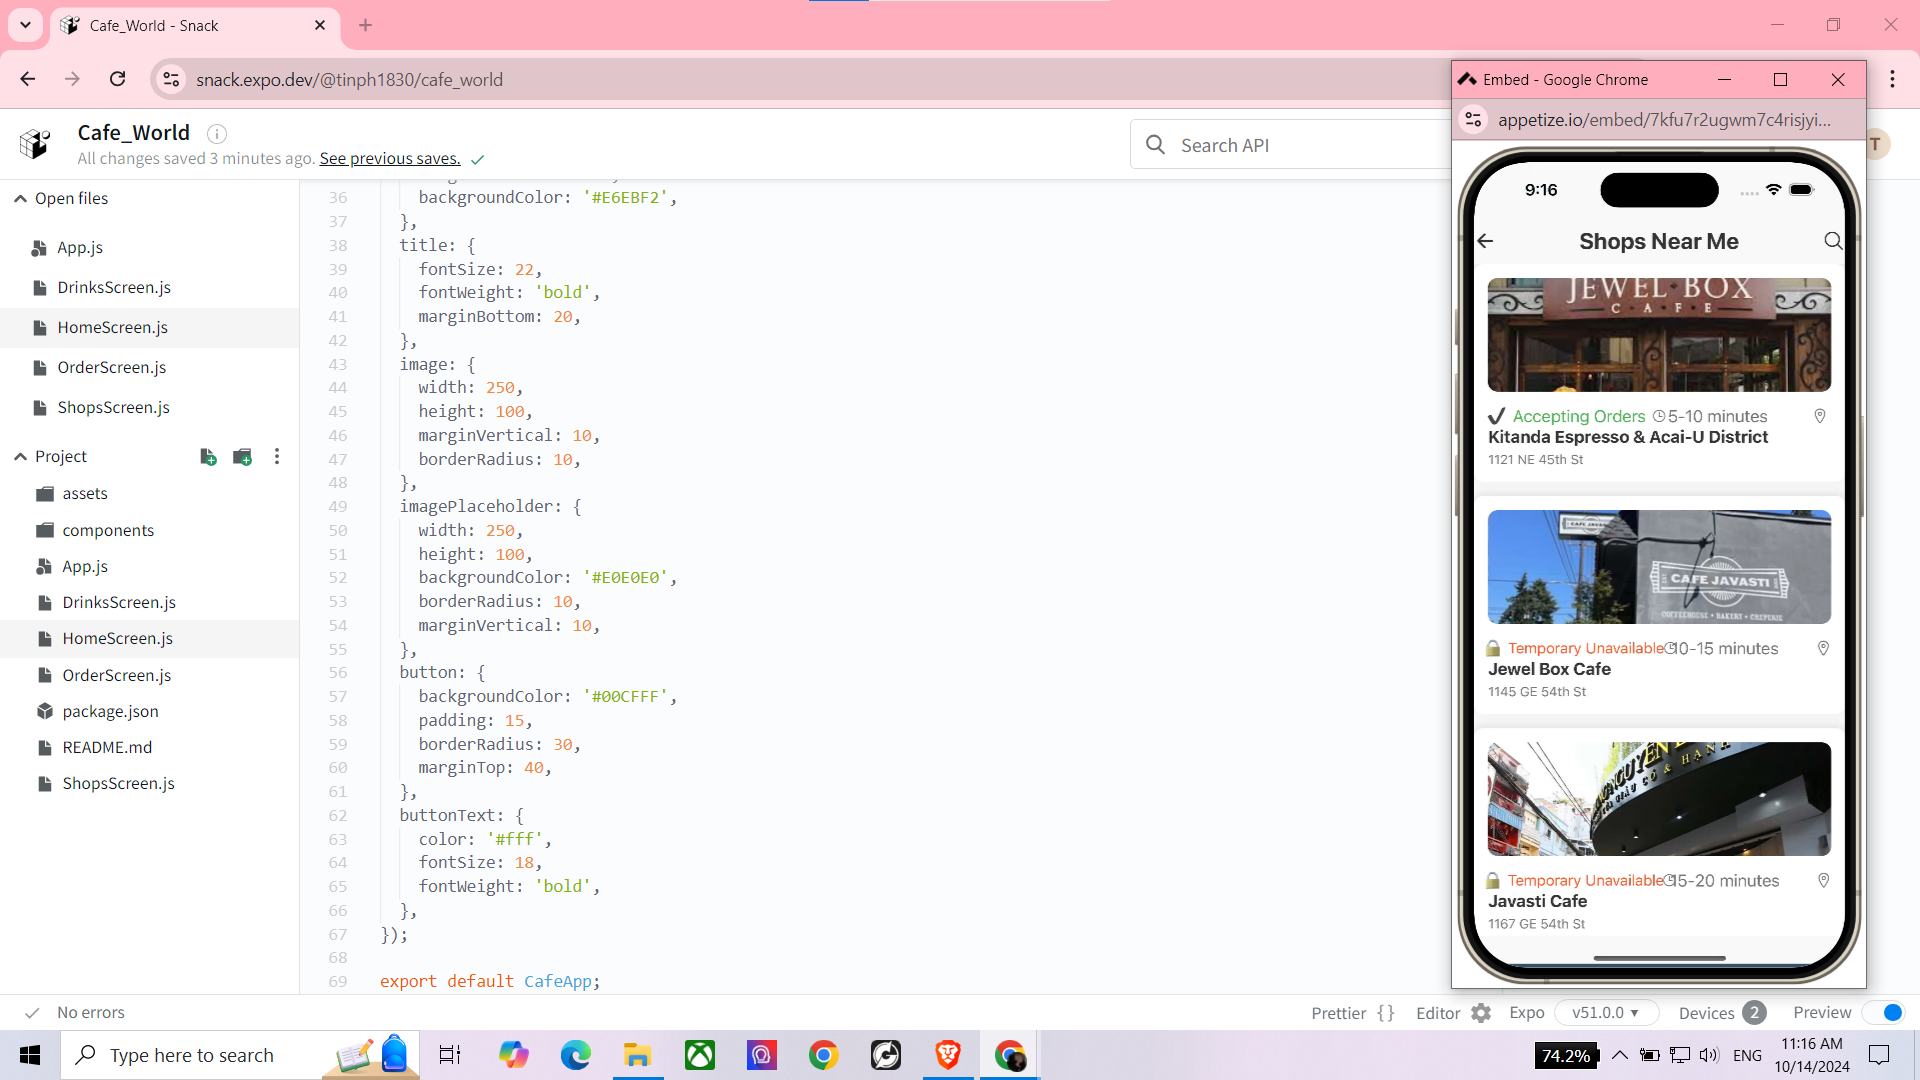 Cafe_World - Snack
snack.expo.dev/@tinph1830/cafe_world
Cafe_World
All changes saved 3 minutes ago. See previous saves.
Search API
T
Open files
App.js
DrinksScreen.js
HomeScreen.js
OrderScreen.js
ShopsScreen.js
Project
assets
components
App.js
DrinksScreen.js
HomeScreen.js
OrderScreen.js
package.json
README.md
ShopsScreen.js
36 backgroundColor: '#E6EBF2',
37 },
38 title: {
39 fontSize: 22,
40 fontWeight: 'bold',
41 marginBottom: 20,
42 },
43 image: {
44 width: 250,
45 height: 100,
46 marginVertical: 10,
47 borderRadius: 10,
48 },
49 imagePlaceholder: {
50 width: 250,
51 height: 100,
52 backgroundColor: '#E0E0E0',
53 borderRadius: 10,
54 marginVertical: 10,
55 },
56 button: {
57 backgroundColor: '#00CFFF',
58 padding: 15,
59 borderRadius: 30,
60 marginTop: 40,
61 },
62 buttonText: {
63 color: '#fff',
64 fontSize: 18,
65 fontWeight: 'bold',
66 },
67 });
68
69 export default CafeApp;
Embed - Google Chrome
appetize.io/embed/7kfu7r2ugwm7c4risjyi...
9:16
Shops Near Me
JEWEL BOX
CAFE
Accepting Orders 5-10 minutes
Kitanda Espresso & Acai-U District
1121 NE 45th St
CAFE JAVASTI
CAFE JAVASTI
COFFEEHOUSE • BAKERY • CREPERIE
Temporary Unavailable 10-15 minutes
Jewel Box Cafe
1145 GE 54th St
Temporary Unavailable 15-20 minutes
Javasti Cafe
1167 GE 54th St
No errors
Prettier {} Editor Expo v51.0.0 Devices 2 Preview
Type here to search
74.2%
ENG
11:16 AM
10/14/2024